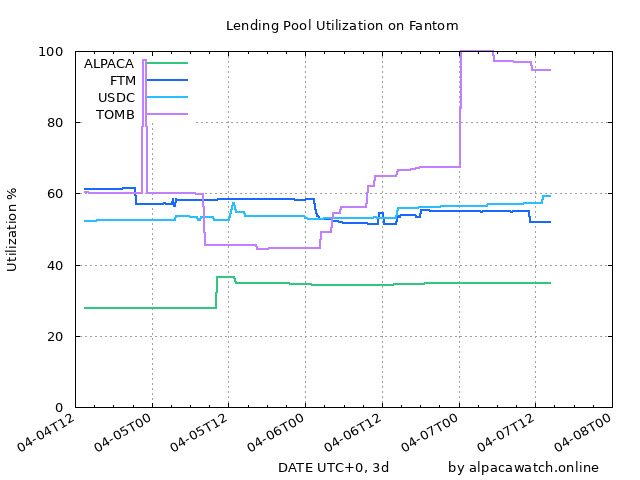 Lending Pool Utilization on Fantom
100
80
60
40
20
0
Utilization %
ALPACA
FTM
USDC
TOMB
04-04T12
04-05T00
04-05T12
04-06T00
04-06T12
04-07T00
04-07T12
04-08T00
DATE UTC+0, 3d
by alpacawatch.online